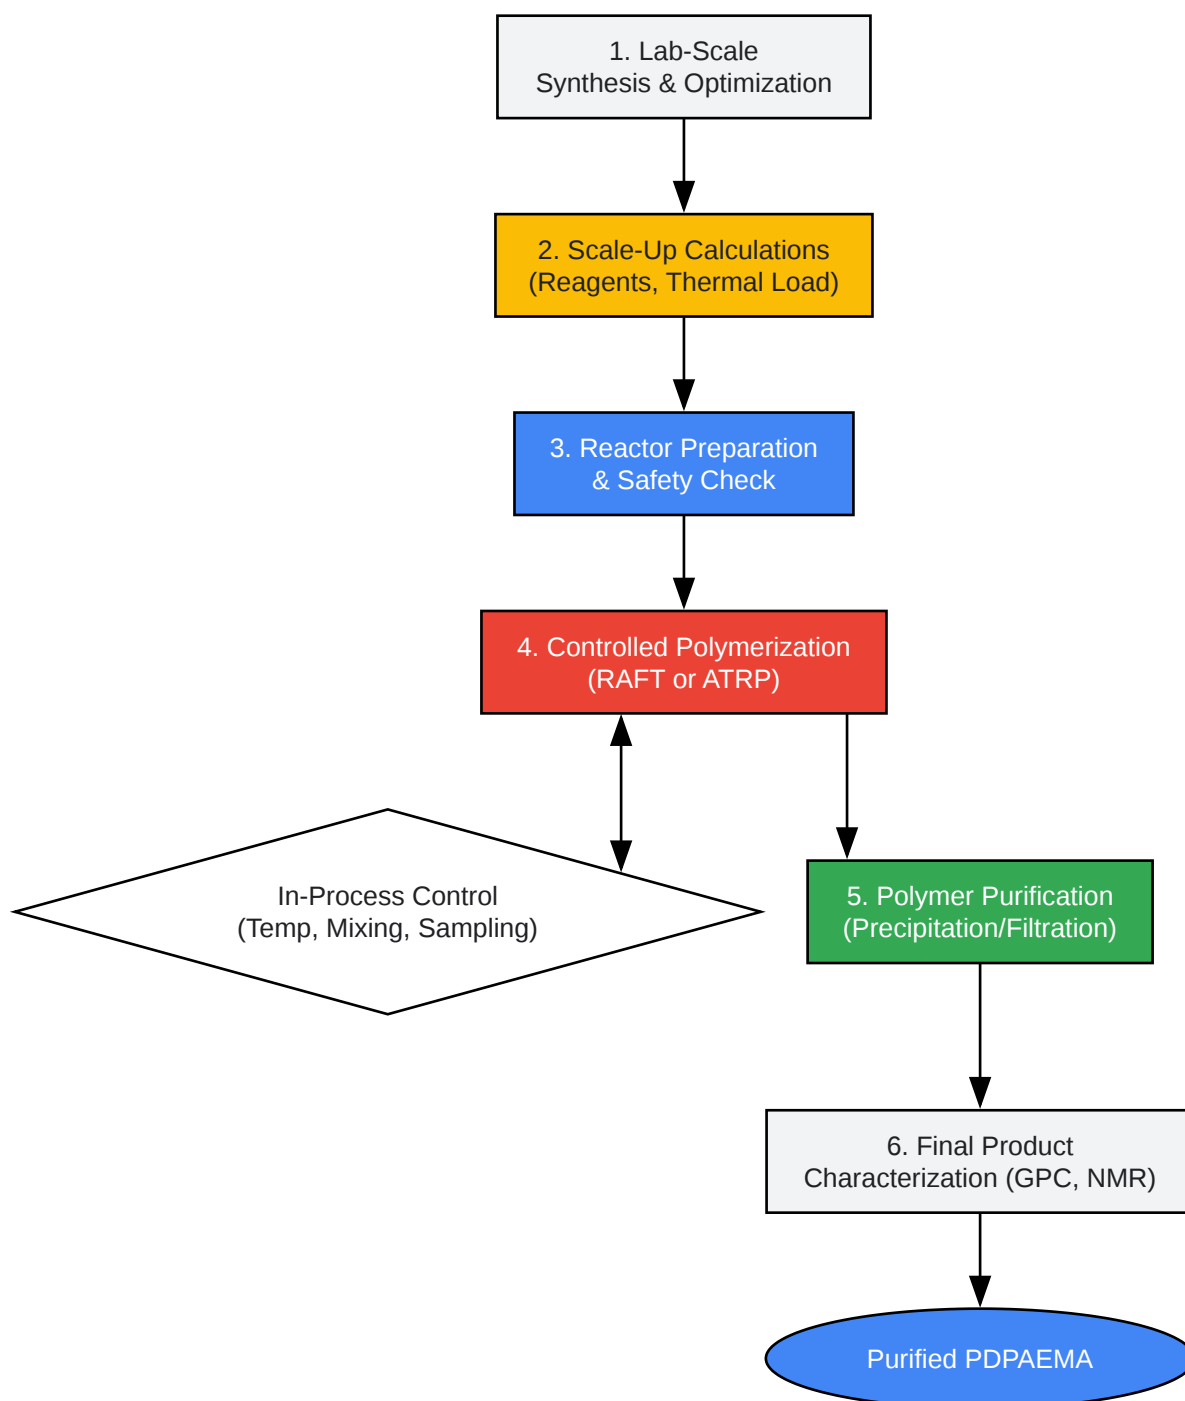 1. Lab-Scale
Synthesis & Optimization
2. Scale-Up Calculations
(Reagents, Thermal Load)
3. Reactor Preparation
& Safety Check
4. Controlled Polymerization
(RAFT or ATRP)
In-Process Control
(Temp, Mixing, Sampling)
5. Polymer Purification
(Precipitation/Filtration)
6. Final Product
Characterization (GPC, NMR)
Purified PDPAEMA